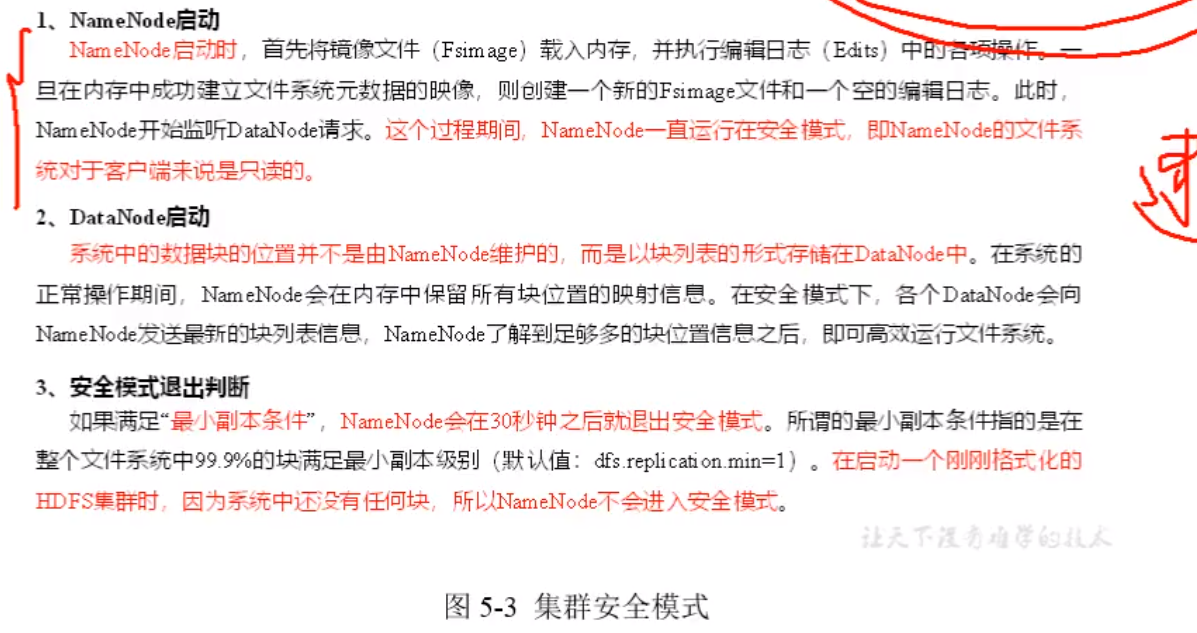 1、NameNode启动
NameNode启动时，首先将镜像文件（Fsimage）载入内存，并执行编辑日志（Edits）中的各项操作。一
旦在内存中成功建立文件系统元数据的映像，则创建一个新的Fsimage文件和一个空的编辑日志。此时，
NameNode开始监听DataNode请求。这个过程期间，NameNode一直运行在安全模式，即NameNode的文件系
统对于客户端来说是只读的。
2、DataNode启动
系统中的数据块的位置并不是由NameNode维护的，而是以块列表的形式存储在DataNode中。在系统的
正常操作期间，NameNode会在内存中保留所有块位置的映射信息。在安全模式下，各个DataNode会向
NameNode发送最新的块列表信息，NameNode了解到足够多的块位置信息之后，即可高效运行文件系统。
3、安全模式退出判断
如果满足“最小副本条件”，NameNode会在30秒钟之后就退出安全模式。所谓的最小副本条件指的是在
整个文件系统中99.9%的块满足最小副本级别（默认值：dfs.replication.min=1）。在启动一个刚刚格式化的
HDFS集群时，因为系统中还没有任何块，所以NameNode不会进入安全模式。
让天下没有难学的技术
图 5-3 集群安全模式